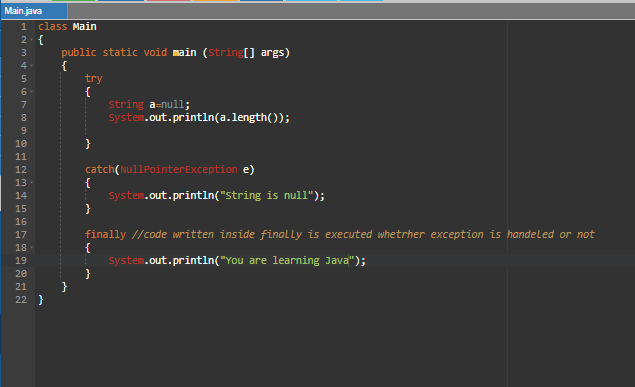 Main.java
1 class Main
2 {
3 public static void main (String[] args)
4 {
5 try
6 {
7 String a=null;
8 System.out.println(a.length());
9
10 }
11
12 catch(NullPointerException e)
13 {
14 System.out.println("String is null");
15 }
16
17 finally //code written inside finally is executed whetrher exception is handeled or not
18 {
19 System.out.println("You are learning Java");
20 }
21 }
22 }